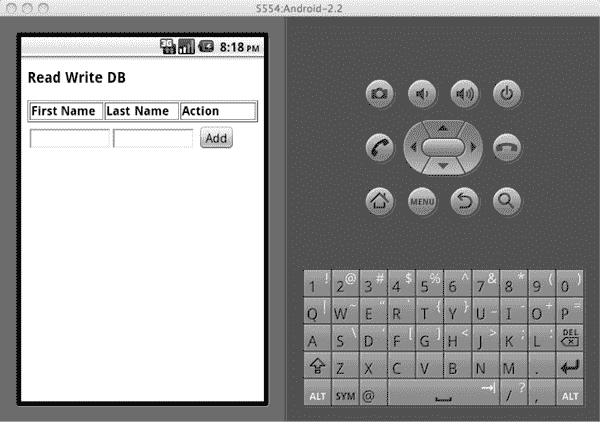 5554:Android-2.2
3G 8:18 PM
Read Write DB
First Name Last Name Action
Add
MENU
1 ! 2 @ 3 # 4 $ 5 % 6 ^ 7 & 8 * 9 ( 0 )
Q | W ~ E " R ` T { Y } U _ I - O + P =
A S \ D ' F [ G ] H < J > K ; L : DEL
Z X C V B N M .
ALT SYM @ / ? , ALT